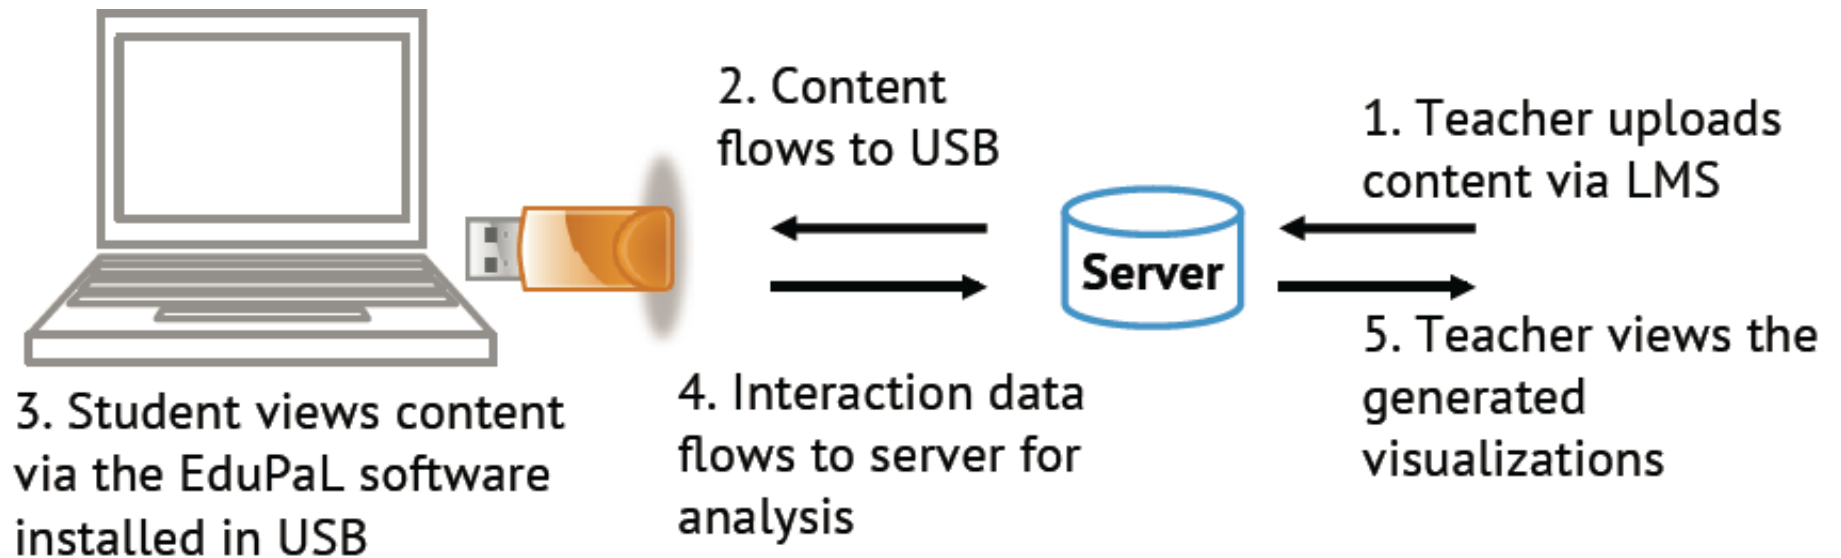 2. Content
flows to USB
1. Teacher uploads
content via LMS
Server
3. Student views content
via the EduPaL software
installed in USB
4. Interaction data
flows to server for
analysis
5. Teacher views the
generated
visualizations